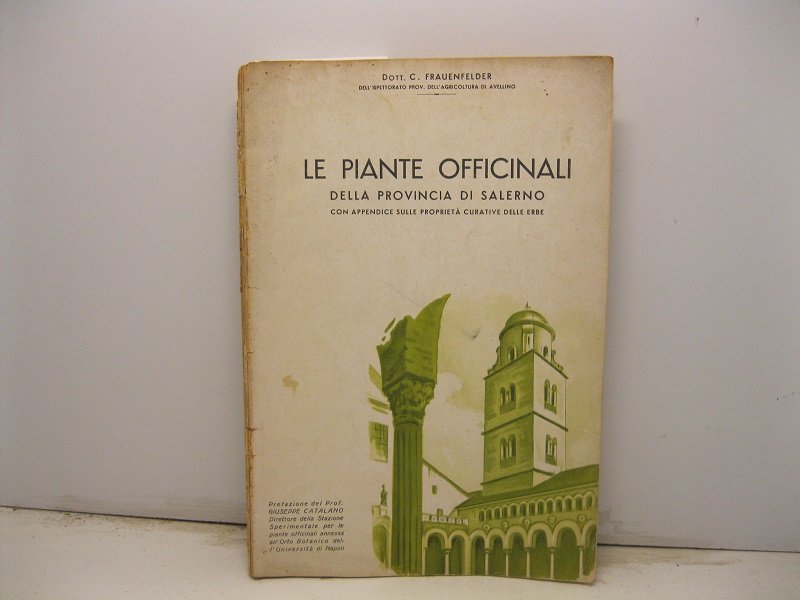 DOTT. C. FRAUENFELDER
DELL'ISPETTORATO PROV. DELL'AGRICOLTURA DI AVELLINO
LE PIANTE OFFICINALI
DELLA PROVINCIA DI SALERNO
CON APPENDICE SULLE PROPRIETÀ CURATIVE DELLE ERBE
Prefazione del Prof.
GIUSEPPE CATALANO
Direttore della Stazione
Sperimentale per le
piante officinali annessa
all'Orto Botanico del-
l'Università di Napoli